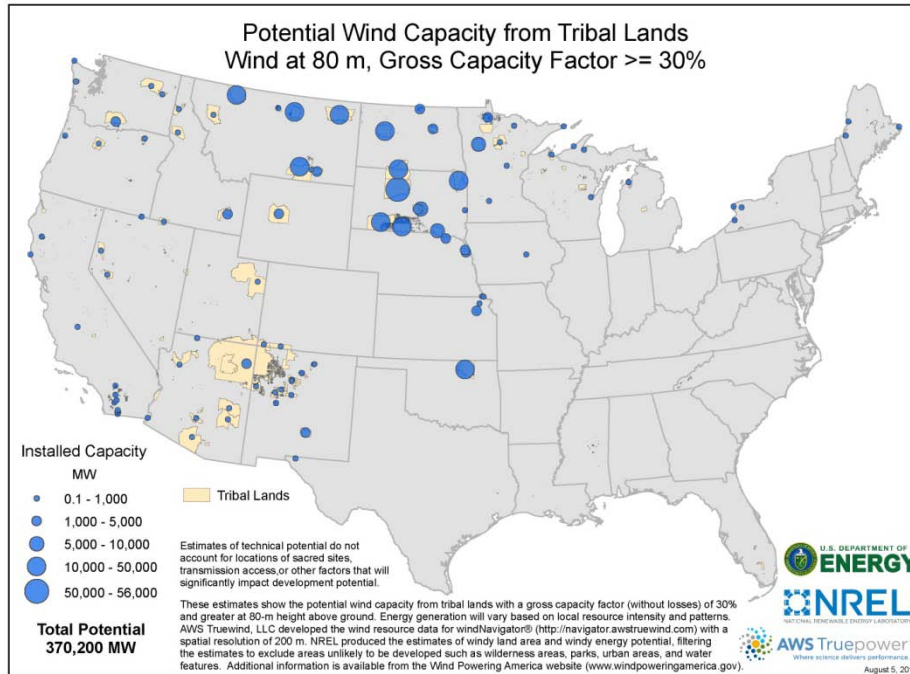 Potential Wind Capacity from Tribal Lands
Wind at 80 m, Gross Capacity Factor >= 30%
Installed Capacity
MW
0.1 - 1,000
1,000 - 5,000
5,000 - 10,000
10,000 - 50,000
50,000 - 56,000
Total Potential
370,200 MW
Tribal Lands
Estimates of technical potential do not
account for locations of sacred sites,
transmission access,or other factors that will
significantly impact development potential.
These estimates show the potential wind capacity from tribal lands with a gross capacity factor (without losses) of 30%
and greater at 80-m height above ground. Energy generation will vary based on local resource intensity and patterns.
AWS Truewind, LLC developed the wind resource data for windNavigator® (http://navigator.awstruewind.com) with a
spatial resolution of 200 m. NREL produced the estimates of windy land area and windy energy potential, filtering
the estimates to exclude areas unlikely to be developed such as wilderness areas, parks, urban areas, and water
features. Additional information is available from the Wind Powering America website (www.windpoweringamerica.gov).
U.S. DEPARTMENT OF
ENERGY
NREL
NATIONAL RENEWABLE ENERGY LABORATORY
AWS Truepower
Where science delivers performance.
August 5, 20